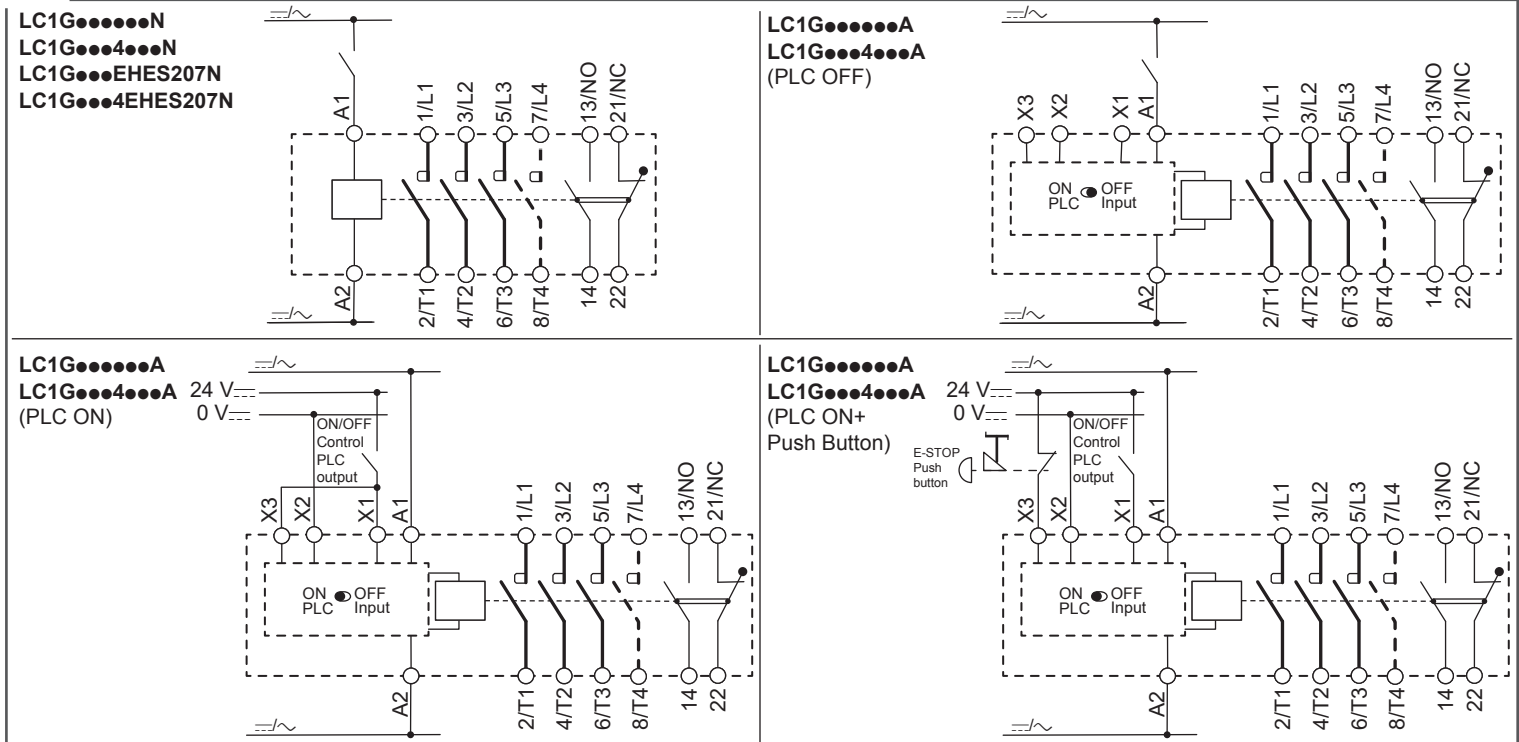 LC1G●●●●●●N
LC1G●●●4●●●N
LC1G●●●EHES207N
LC1G●●●4EHES207N
⎓/~
A1
1/L1
3/L2
5/L3
7/L4
13/NO
21/NC
A2
2/T1
4/T2
6/T3
8/T4
14
22
⎓/~
LC1G●●●●●●A
LC1G●●●4●●●A
(PLC OFF)
⎓/~
X3
X2
X1
A1
1/L1
3/L2
5/L3
7/L4
13/NO
21/NC
ON OFF
PLC Input
A2
2/T1
4/T2
6/T3
8/T4
14
22
⎓/~
LC1G●●●●●●A
LC1G●●●4●●●A
(PLC ON)
⎓/~
24 V⎓
0 V⎓
ON/OFF
Control
PLC
output
X3
X2
X1
A1
1/L1
3/L2
5/L3
7/L4
13/NO
21/NC
ON OFF
PLC Input
A2
2/T1
4/T2
6/T3
8/T4
14
22
⎓/~
LC1G●●●●●●A
LC1G●●●4●●●A
(PLC ON+
Push Button)
⎓/~
24 V⎓
0 V⎓
E-STOP
Push
button
ON/OFF
Control
PLC
output
X3
X2
X1
A1
1/L1
3/L2
5/L3
7/L4
13/NO
21/NC
ON OFF
PLC Input
A2
2/T1
4/T2
6/T3
8/T4
14
22
⎓/~